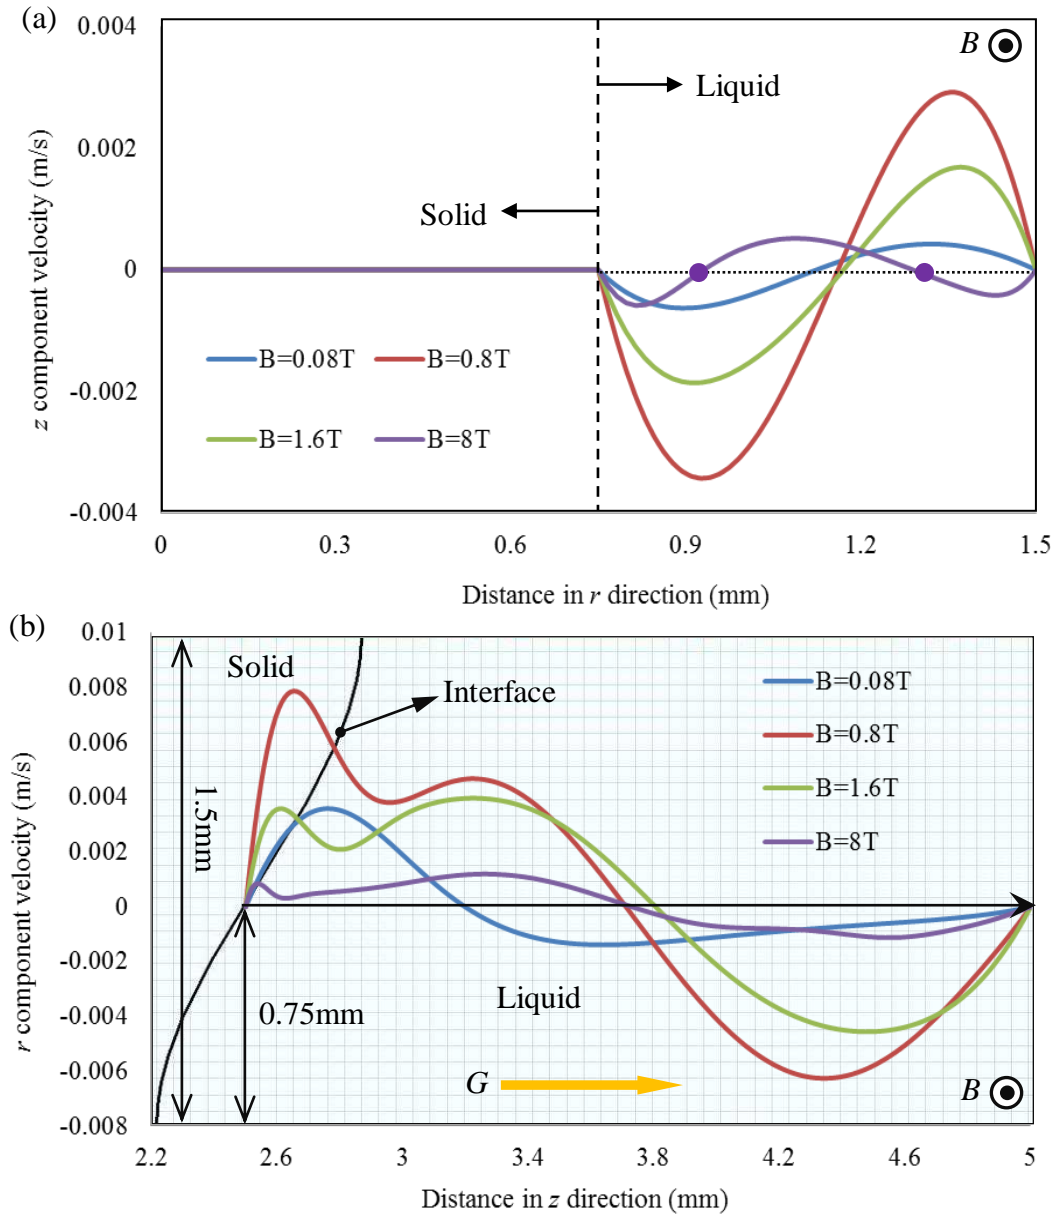 (a)
0.004
0.002
0
-0.002
-0.004
z component velocity (m/s)
B
Liquid
Solid
B=0.08T
B=0.8T
B=1.6T
B=8T
0
0.3
0.6
0.9
1.2
1.5
Distance in r direction (mm)
(b)
0.01
0.008
0.006
0.004
0.002
0
-0.002
-0.004
-0.006
-0.008
r component velocity (m/s)
Solid
Interface
1.5mm
B=0.08T
B=0.8T
B=1.6T
B=8T
0.75mm
Liquid
G
B
2.2
2.6
3
3.4
3.8
4.2
4.6
5
Distance in z direction (mm)